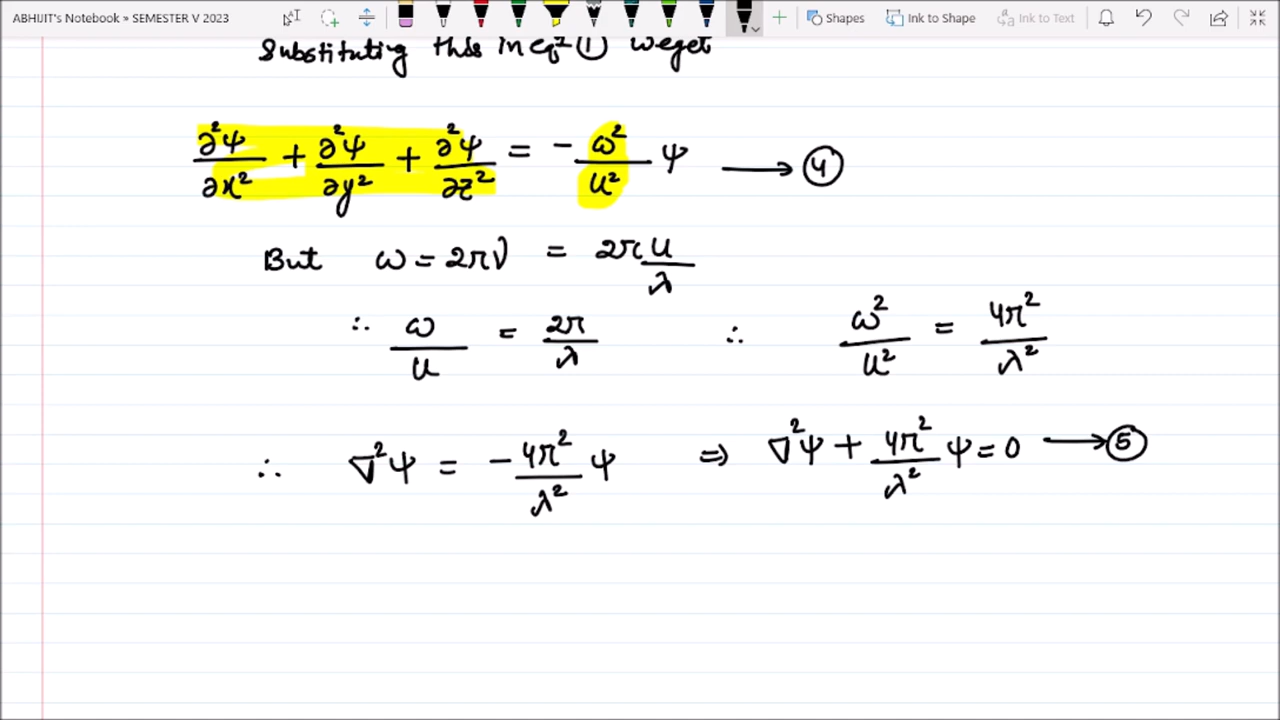 ABHIJIT's Notebook » SEMESTER V 2023
Shapes
Ink to Shape
Ink to Text
Substituting this in eqⁿ ① we get
∂²ψ/∂x² + ∂²ψ/∂y² + ∂²ψ/∂z² = - ω²/u² ψ ⟶ ④
But ω = 2πν = 2π u/λ
∴ ω/u = 2π/λ ∴ ω²/u² = 4π²/λ²
∴ ∇²ψ = - 4π²/λ² ψ ⇒ ∇²ψ + 4π²/λ² ψ = 0 ⟶ ⑤